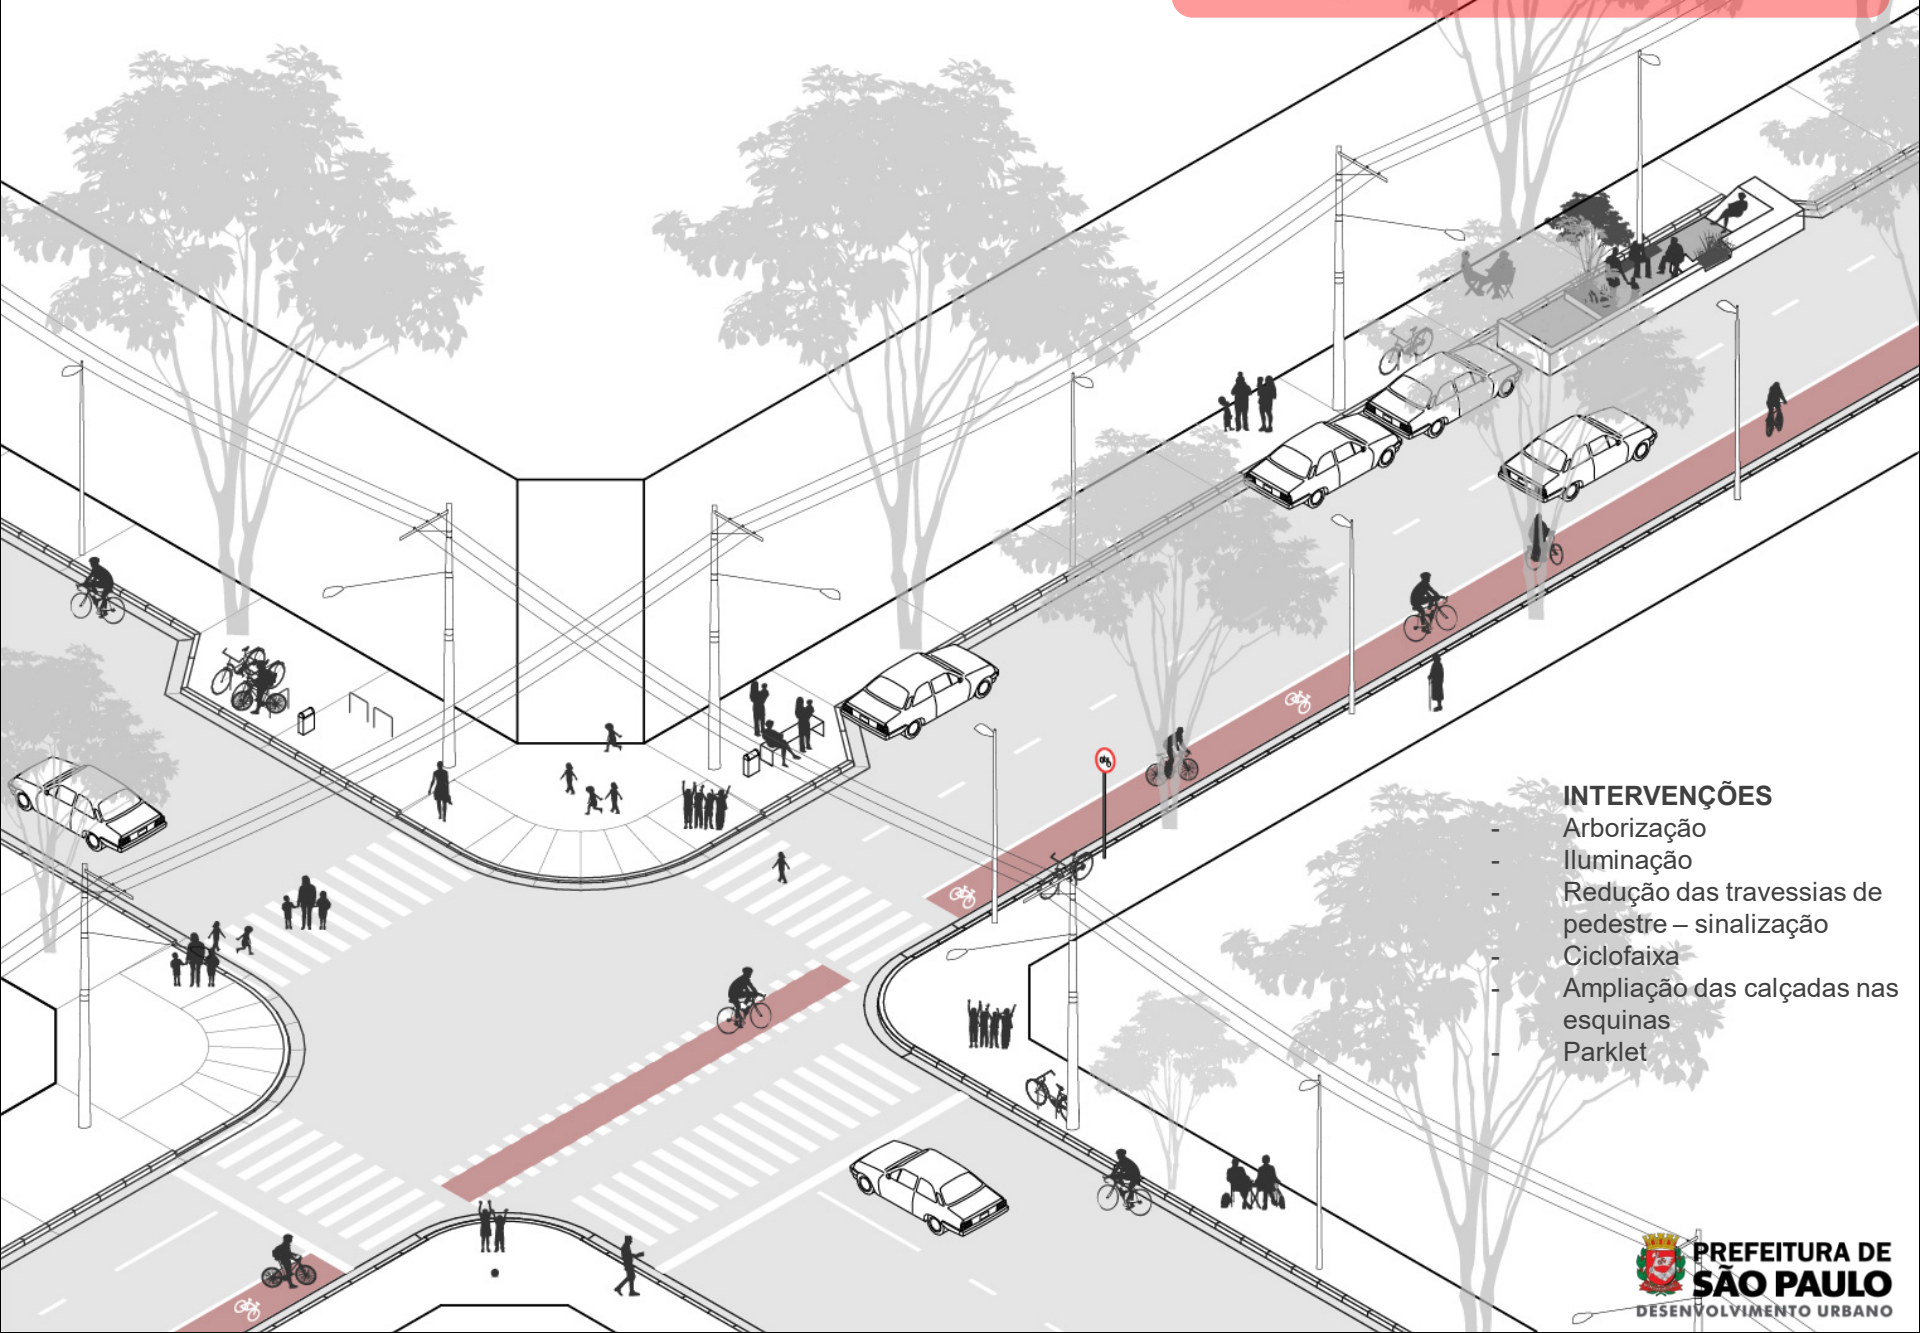 INTERVENÇÕES
- Arborização
- Iluminação
- Redução das travessias de
pedestre – sinalização
- Ciclofaixa
- Ampliação das calçadas nas
esquinas
- Parklet
PREFEITURA DE
SÃO PAULO
DESENVOLVIMENTO URBANO